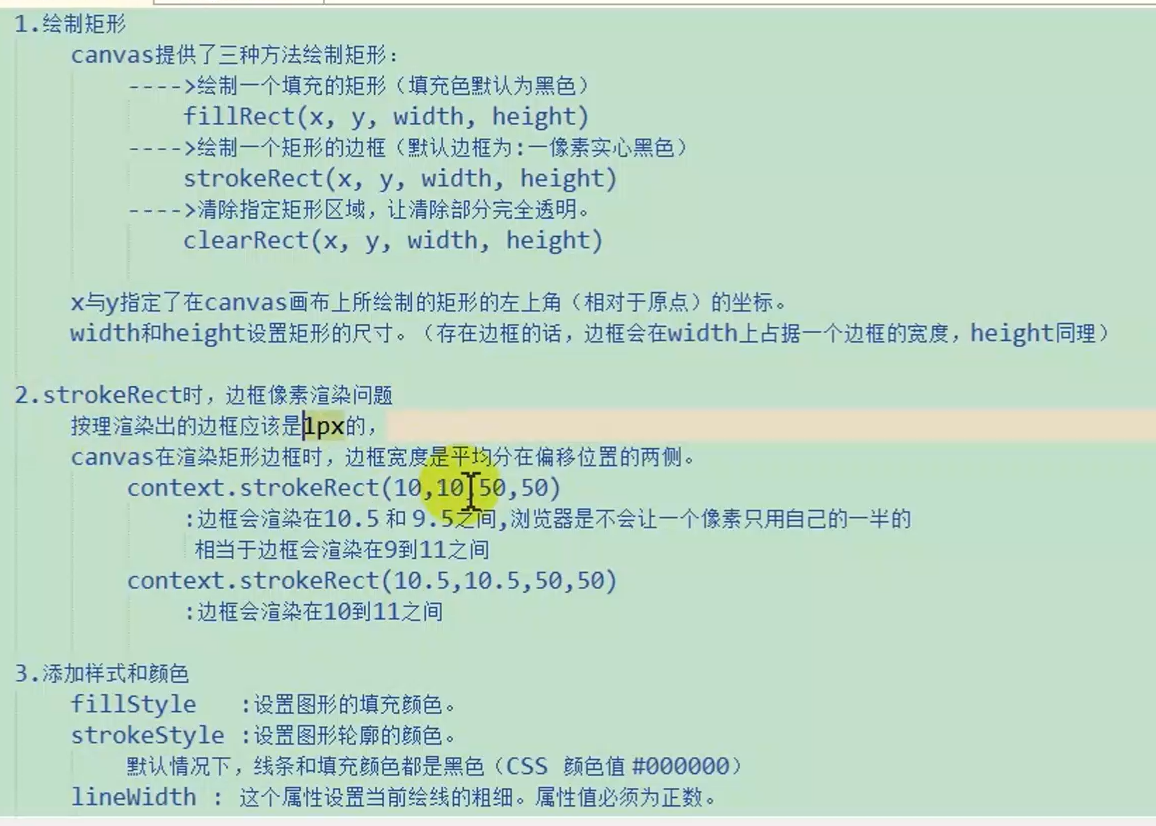 1.绘制矩形
canvas提供了三种方法绘制矩形：
---->绘制一个填充的矩形（填充色默认为黑色）
fillRect(x, y, width, height)
---->绘制一个矩形的边框（默认边框为:一像素实心黑色）
strokeRect(x, y, width, height)
---->清除指定矩形区域，让清除部分完全透明。
clearRect(x, y, width, height)
x与y指定了在canvas画布上所绘制的矩形的左上角（相对于原点）的坐标。
width和height设置矩形的尺寸。（存在边框的话，边框会在width上占据一个边框的宽度，height同理）
2.strokeRect时，边框像素渲染问题
按理渲染出的边框应该是1px的，
canvas在渲染矩形边框时，边框宽度是平均分在偏移位置的两侧。
context.strokeRect(10,10,50,50)
:边框会渲染在10.5 和 9.5之间,浏览器是不会让一个像素只用自己的一半的
相当于边框会渲染在9到11之间
context.strokeRect(10.5,10.5,50,50)
:边框会渲染在10到11之间
3.添加样式和颜色
fillStyle :设置图形的填充颜色。
strokeStyle :设置图形轮廓的颜色。
默认情况下，线条和填充颜色都是黑色（CSS 颜色值 #000000）
lineWidth : 这个属性设置当前绘线的粗细。属性值必须为正数。